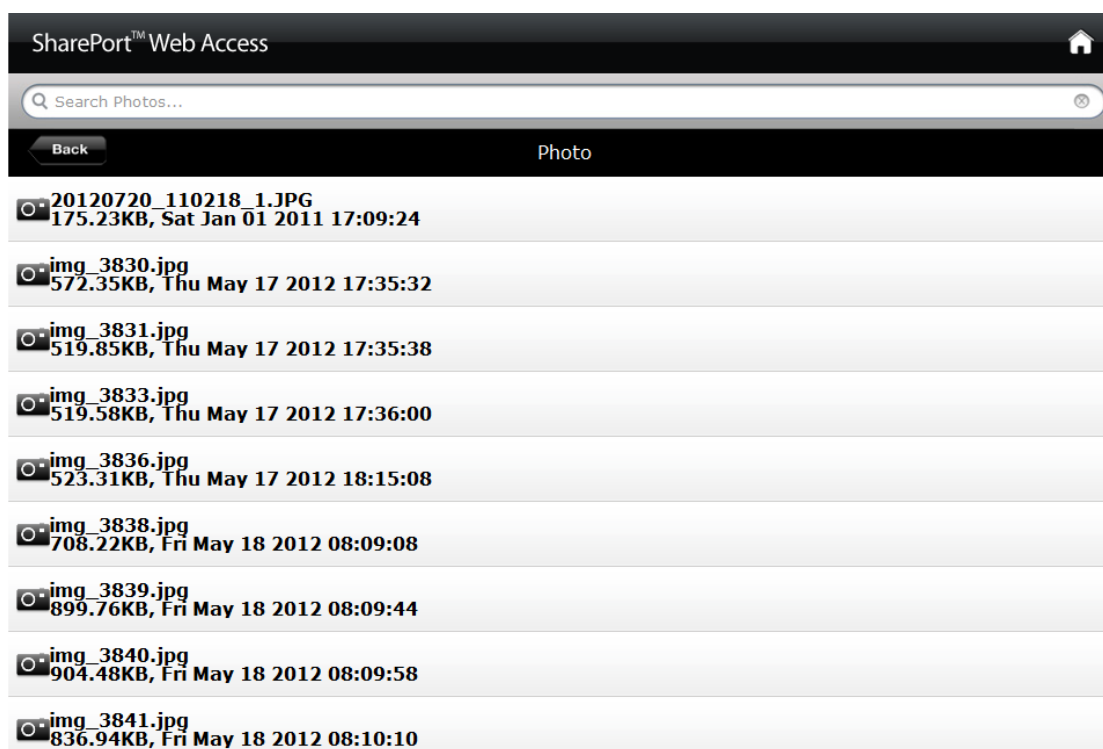 SharePort™ Web Access
Search Photos...
Back
Photo
20120720_110218_1.JPG
175.23KB, Sat Jan 01 2011 17:09:24
img_3830.jpg
572.35KB, Thu May 17 2012 17:35:32
img_3831.jpg
519.85KB, Thu May 17 2012 17:35:38
img_3833.jpg
519.58KB, Thu May 17 2012 17:36:00
img_3836.jpg
523.31KB, Thu May 17 2012 18:15:08
img_3838.jpg
708.22KB, Fri May 18 2012 08:09:08
img_3839.jpg
899.76KB, Fri May 18 2012 08:09:44
img_3840.jpg
904.48KB, Fri May 18 2012 08:09:58
img_3841.jpg
836.94KB, Fri May 18 2012 08:10:10